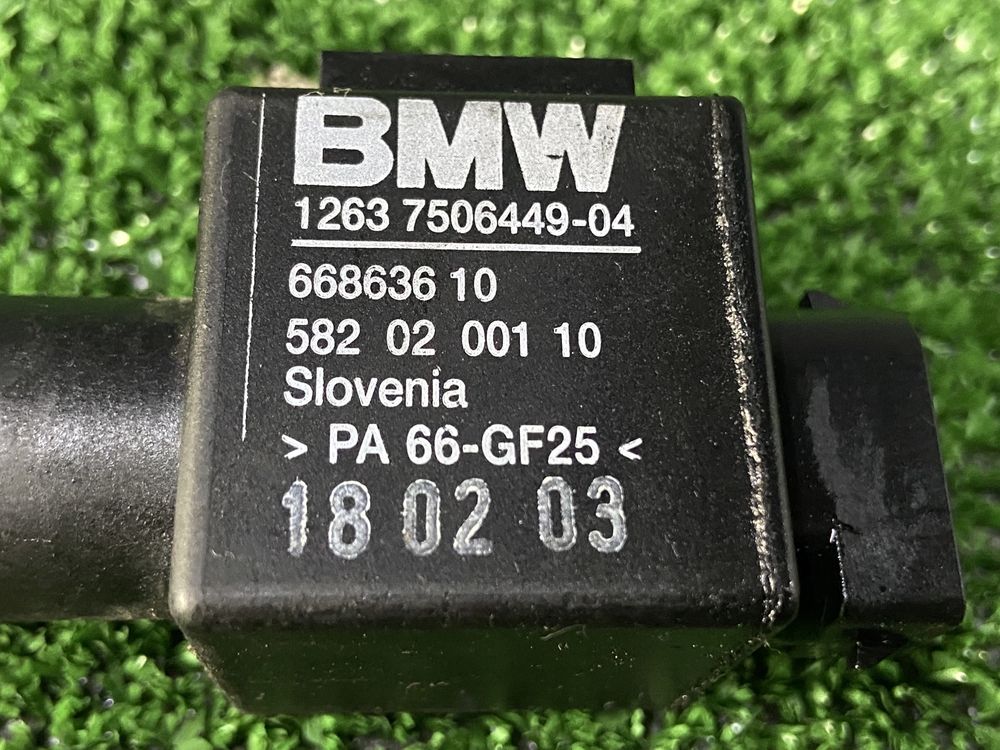 BMW
1263 7506449-04
668636 10
582 02 001 10
Slovenia
> PA 66-GF25 <
18 02 03